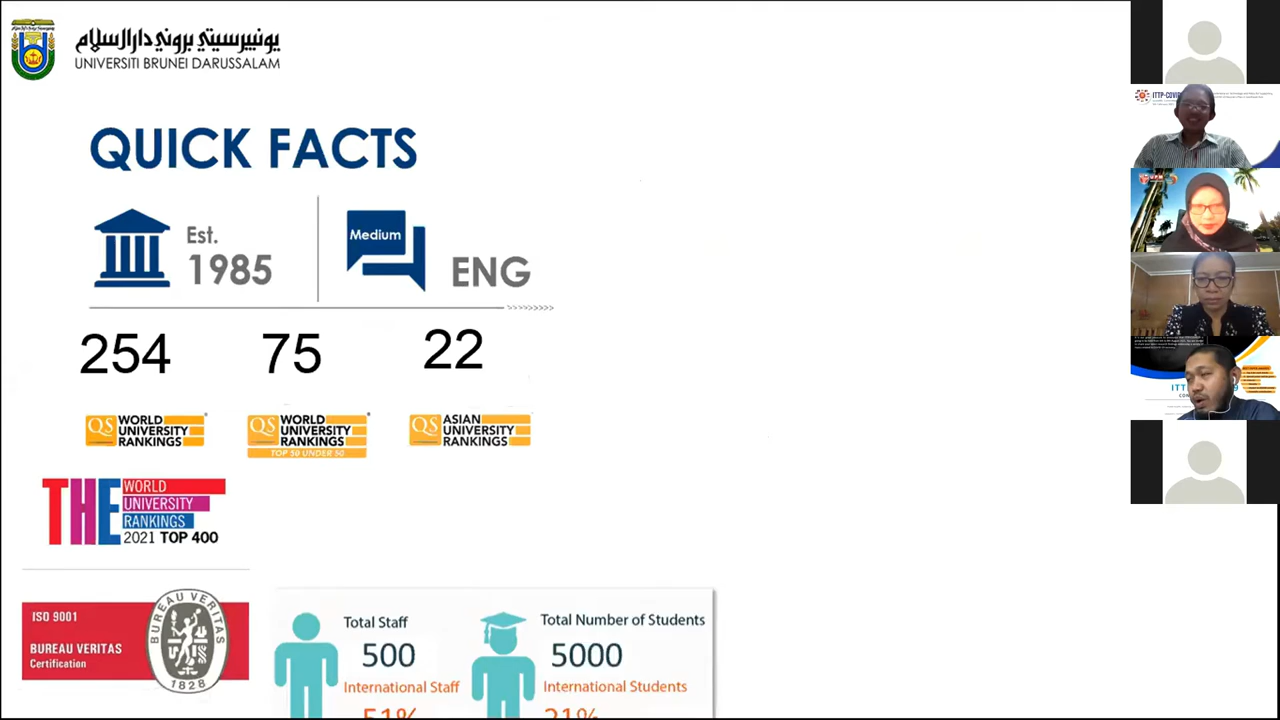 يونيبرسيتي بروني دارالسلام
UNIVERSITI BRUNEI DARUSSALAM
QUICK FACTS
Est.
1985
Medium
ENG
254
75
22
QS WORLD UNIVERSITY RANKINGS
QS WORLD UNIVERSITY RANKINGS
TOP 50 UNDER 50
QS ASIAN UNIVERSITY RANKINGS
THE WORLD UNIVERSITY RANKINGS
2021 TOP 400
ISO 9001
BUREAU VERITAS
Certification
BUREAU VERITAS
1828
Total Staff
500
International Staff
51%
Total Number of Students
5000
International Students
21%